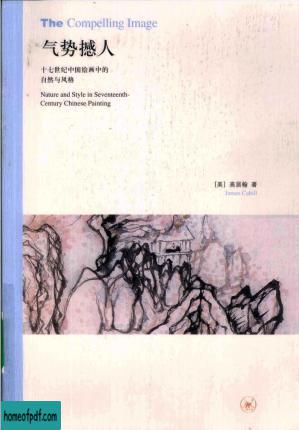 The Compelling Image
气势撼人
十七世纪中国绘画中的
自然与风格
Nature and Style in Seventeenth-
Century Chinese Painting
[美] 高居翰 著
James Cahill
homeofpdf.com